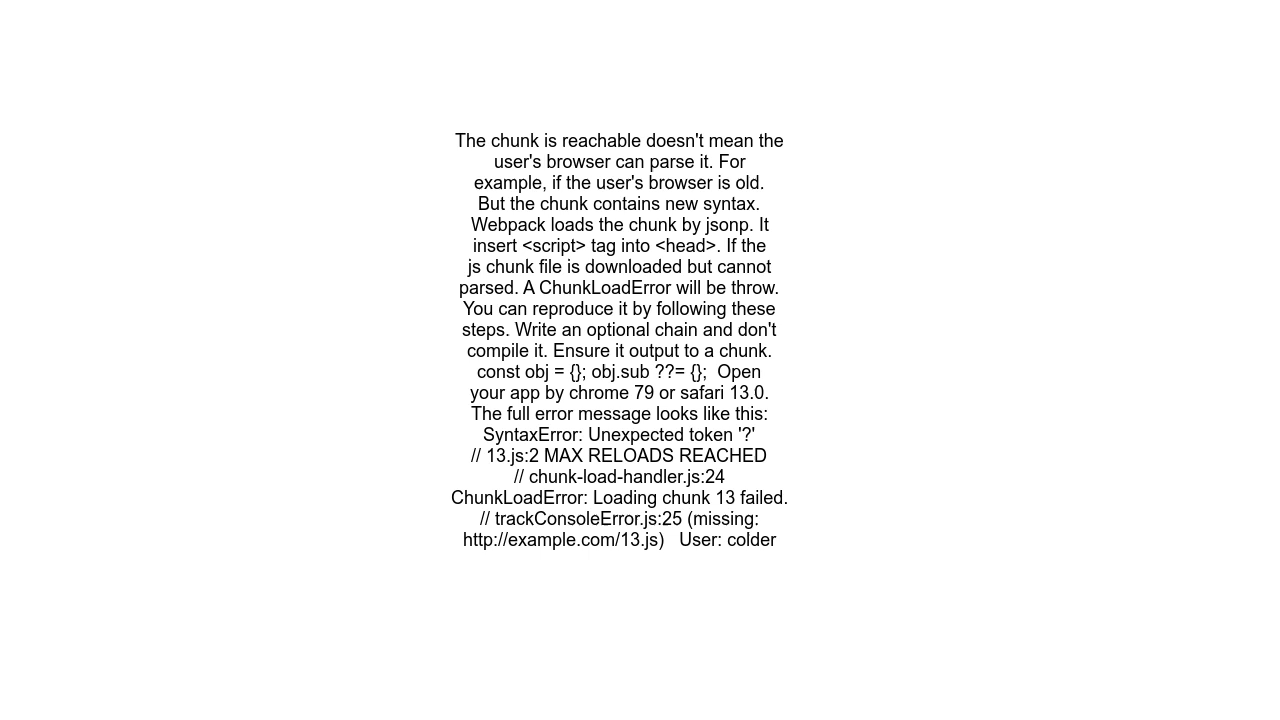 The chunk is reachable doesn't mean the
user's browser can parse it. For
example, if the user's browser is old.
But the chunk contains new syntax.
Webpack loads the chunk by jsonp. It
insert <script> tag into <head>. If the
js chunk file is downloaded but cannot
parsed. A ChunkLoadError will be throw.
You can reproduce it by following these
steps. Write an optional chain and don't
compile it. Ensure it output to a chunk.
const obj = {}; obj.sub ??= {};  Open
your app by chrome 79 or safari 13.0.
The full error message looks like this:
SyntaxError: Unexpected token '?'
// 13.js:2 MAX RELOADS REACHED
// chunk-load-handler.js:24
ChunkLoadError: Loading chunk 13 failed.
// trackConsoleError.js:25 (missing:
http://example.com/13.js)   User: colder